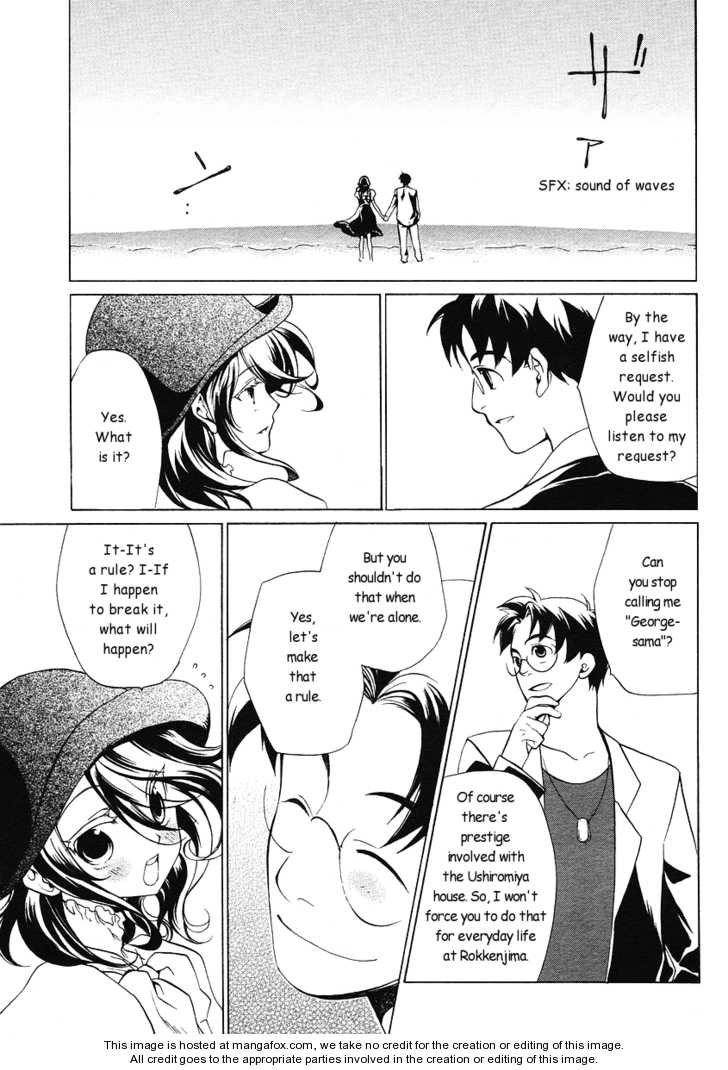 ザァ
ン…
SFX: sound of waves
By the
way, I have
a selfish
request.
Would you
please
listen to my
request?
Yes.
What
is it?
Can
you stop
calling me
"George-
sama"?
Of course
there's
prestige
involved with
the Ushiromiya
house. So, I won't
force you to do that
for everyday life
at Rokkenjima.
But you
shouldn't do
that when
we're alone.
Yes,
let's
make
that
a rule.
It-It's
a rule? I-If
I happen
to break it,
what will
happen?
This image is hosted at mangafox.com, we take no credit for the creation or editing of this image.
All credit goes to the appropriate parties involved in the creation or editing of this image.